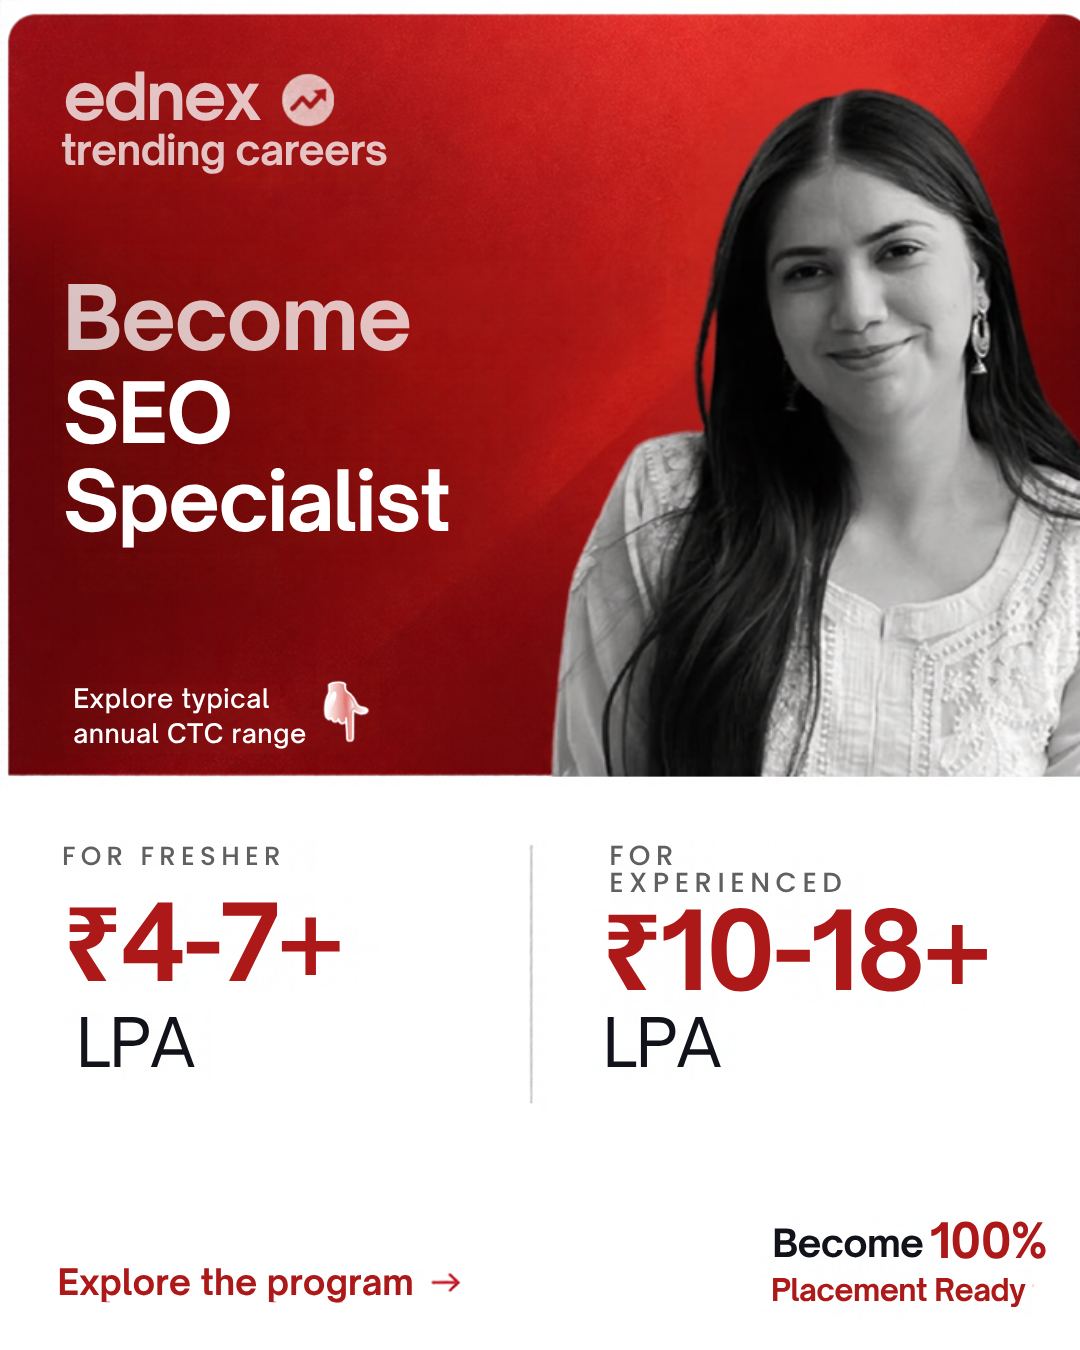 ednex
trending careers
Become
SEO
Specialist
Explore typical
annual CTC range
FOR FRESHER
₹4-7+
LPA
FOR
EXPERIENCED
₹10-18+
LPA
Explore the program →
Become 100%
Placement Ready